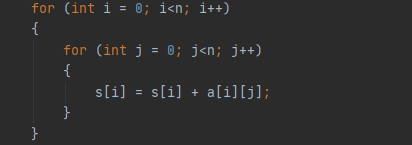 for (int i = 0; i<n; i++)
{
    for (int j = 0; j<n; j++)
    {
        s[i] = s[i] + a[i][j];
    }
}